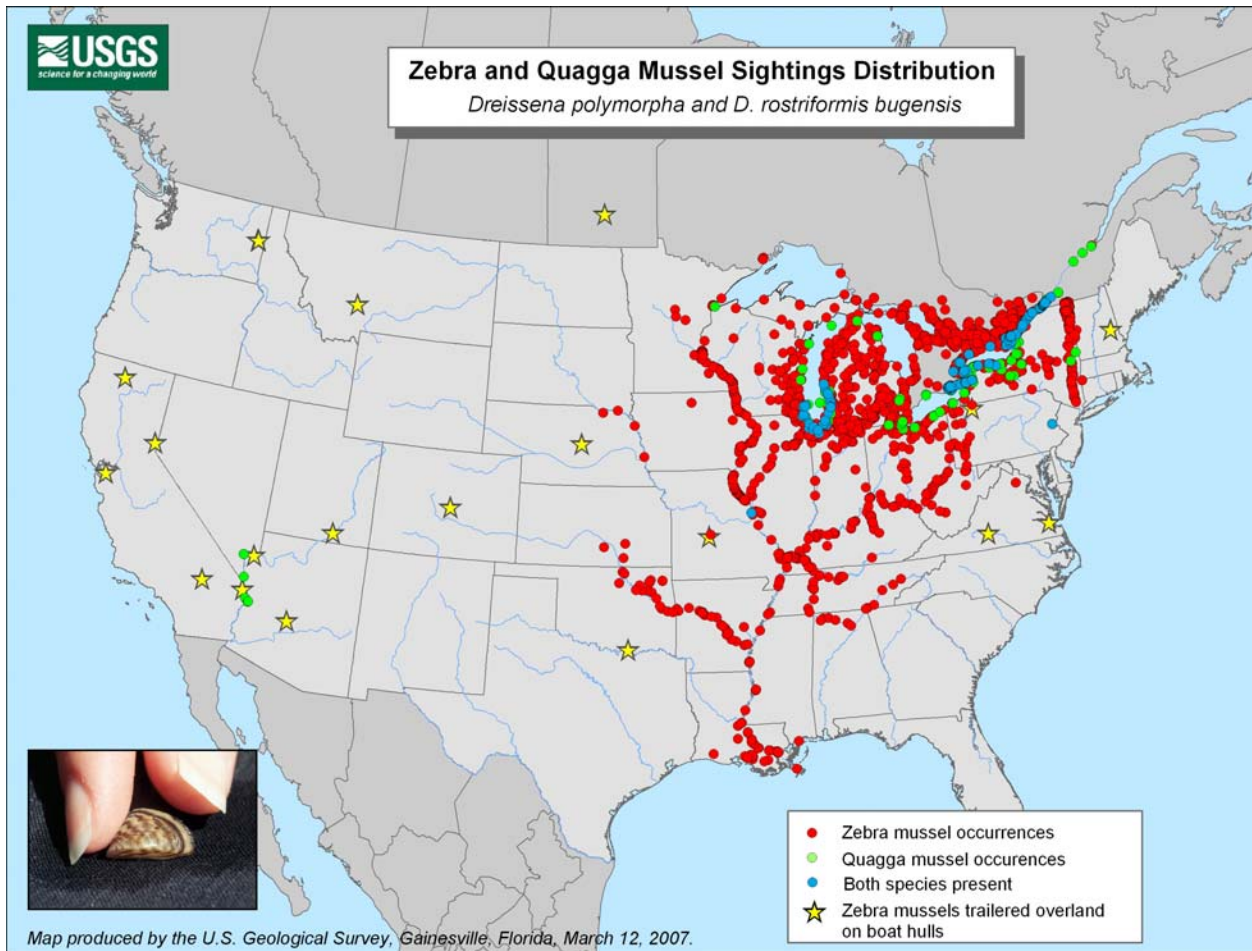 USGS
science for a changing world
Zebra and Quagga Mussel Sightings Distribution
Dreissena polymorpha and D. rostriformis bugensis
Zebra mussel occurrences
Quagga mussel occurences
Both species present
Zebra mussels trailered overland
on boat hulls
Map produced by the U.S. Geological Survey, Gainesville, Florida, March 12, 2007.